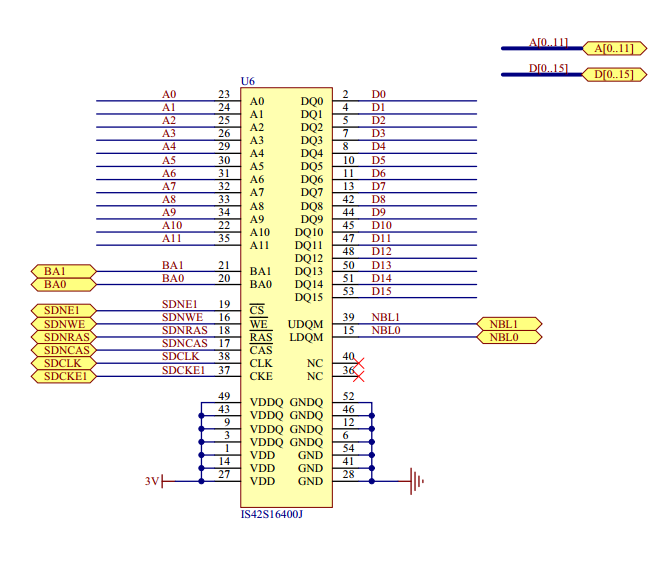 A[0..11] A[0..11]
D[0..15] D[0..15]
U6
A0 23 A0 DQ0 2 D0
A1 24 A1 DQ1 4 D1
A2 25 A2 DQ2 5 D2
A3 26 A3 DQ3 7 D3
A4 29 A4 DQ4 8 D4
A5 30 A5 DQ5 10 D5
A6 31 A6 DQ6 11 D6
A7 32 A7 DQ7 13 D7
A8 33 A8 DQ8 42 D8
A9 34 A9 DQ9 44 D9
A10 22 A10 DQ10 45 D10
A11 35 A11 DQ11 47 D11
DQ12 48 D12
BA1 BA1 21 BA1 DQ13 50 D13
BA0 BA0 20 BA0 DQ14 51 D14
DQ15 53 D15
SDNE1 SDNE1 19 CS
SDNWE SDNWE 16 WE UDQM 39 NBL1 NBL1
SDNRAS SDNRAS 18 RAS LDQM 15 NBL0 NBL0
SDNCAS SDNCAS 17 CAS
SDCLK SDCLK 38 CLK NC 40
SDCKE1 SDCKE1 37 CKE NC 36
49 VDDQ GNDQ 52
43 VDDQ GNDQ 46
9 VDDQ GNDQ 12
3 VDDQ GNDQ 6
1 VDD GND 54
14 VDD GND 41
3V 27 VDD GND 28
IS42S16400J